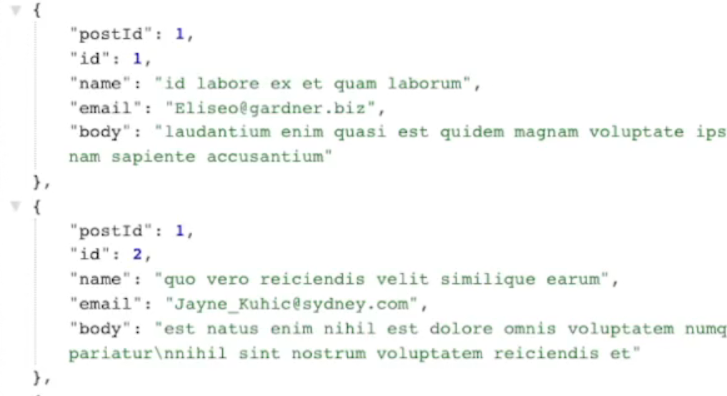 {
"postId": 1,
"id": 1,
"name": "id labore ex et quam laborum",
"email": "Eliseo@gardner.biz",
"body": "laudantium enim quasi est quidem magnam voluptate ips
nam sapiente accusantium"
},
{
"postId": 1,
"id": 2,
"name": "quo vero reiciendis velit similique earum",
"email": "Jayne_Kuhic@sydney.com",
"body": "est natus enim nihil est dolore omnis voluptatem numq
pariatur\nnihil sint nostrum voluptatem reiciendis et"
},